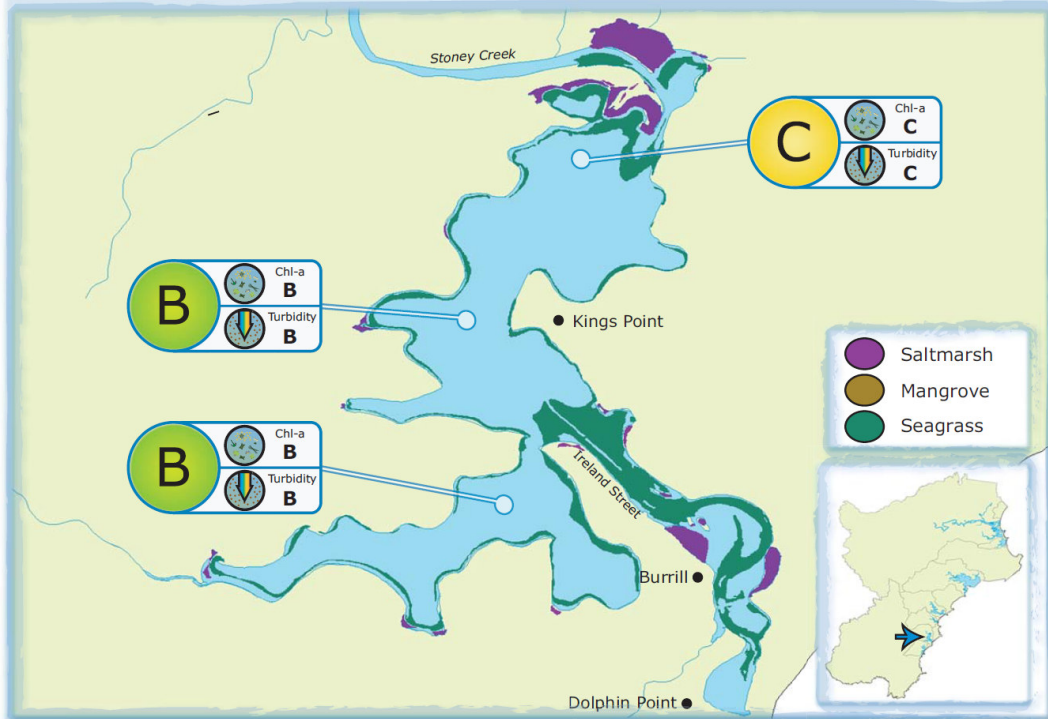 Stoney Creek
C
Chl-a
C
Turbidity
C
B
Chl-a
B
Turbidity
B
Kings Point
Saltmarsh
Mangrove
Seagrass
B
Chl-a
B
Turbidity
B
Ireland Street
Burrill
Dolphin Point